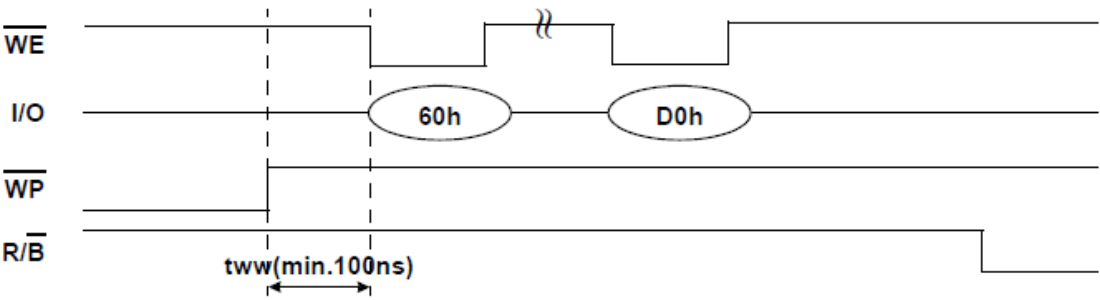 WE
I/O 60h D0h
WP
R/B
tww(min.100ns)